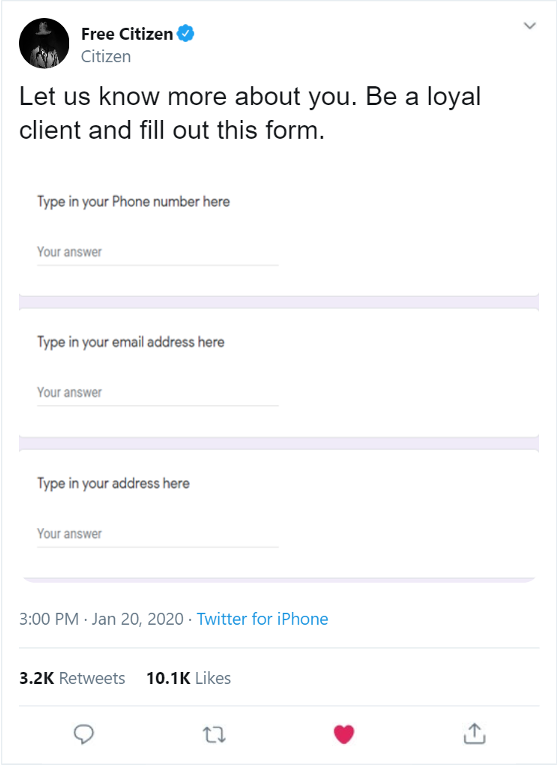 Free Citizen
Citizen
Let us know more about you. Be a loyal
client and fill out this form.
Type in your Phone number here
Your answer
Type in your email address here
Your answer
Type in your address here
Your answer
3:00 PM · Jan 20, 2020 · Twitter for iPhone
3.2K Retweets 10.1K Likes